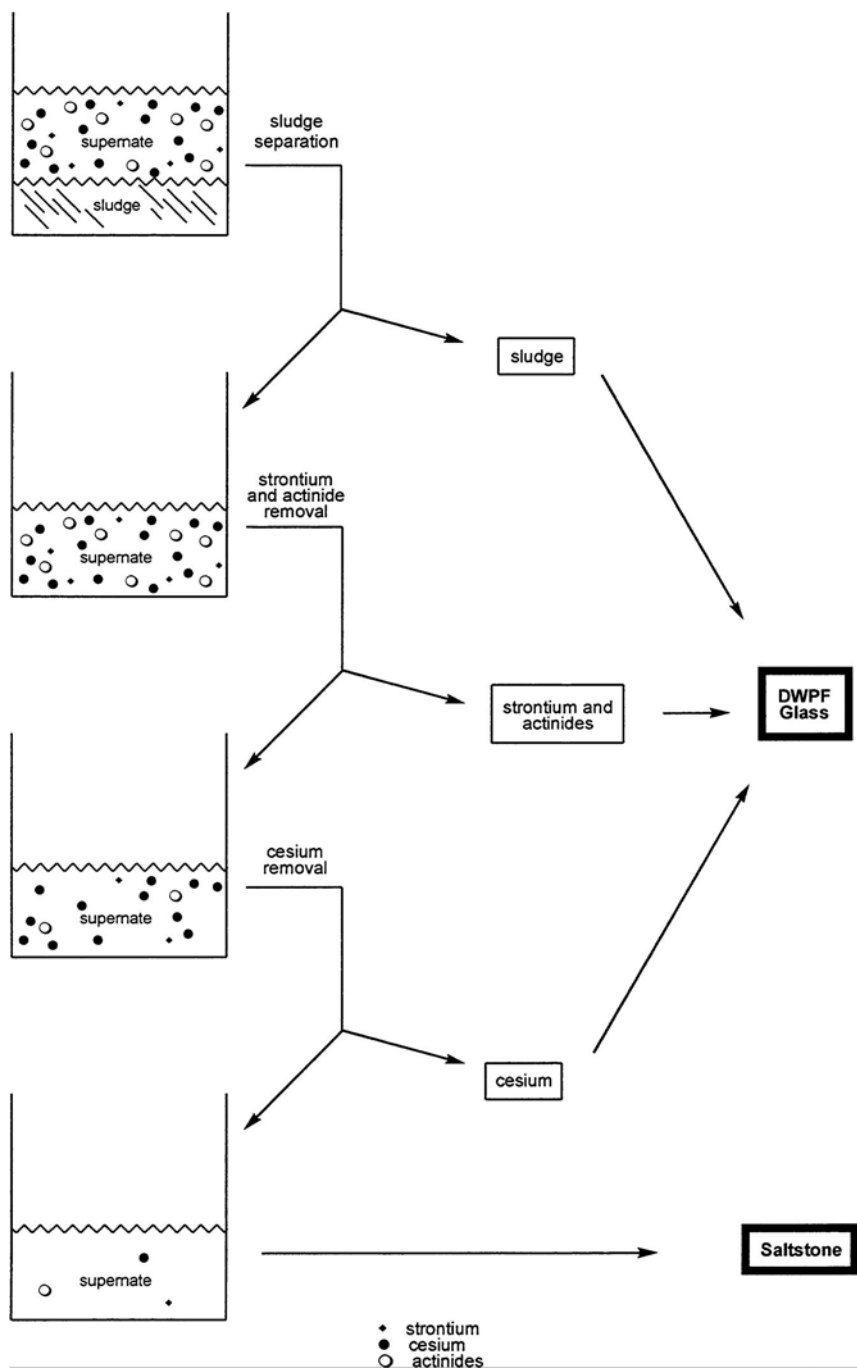 supernate
sludge
sludge
separation
sludge
supernate
strontium
and actinide
removal
strontium and
actinides
DWPF
Glass
supernate
cesium
removal
cesium
supernate
Saltstone
strontium
cesium
actinides